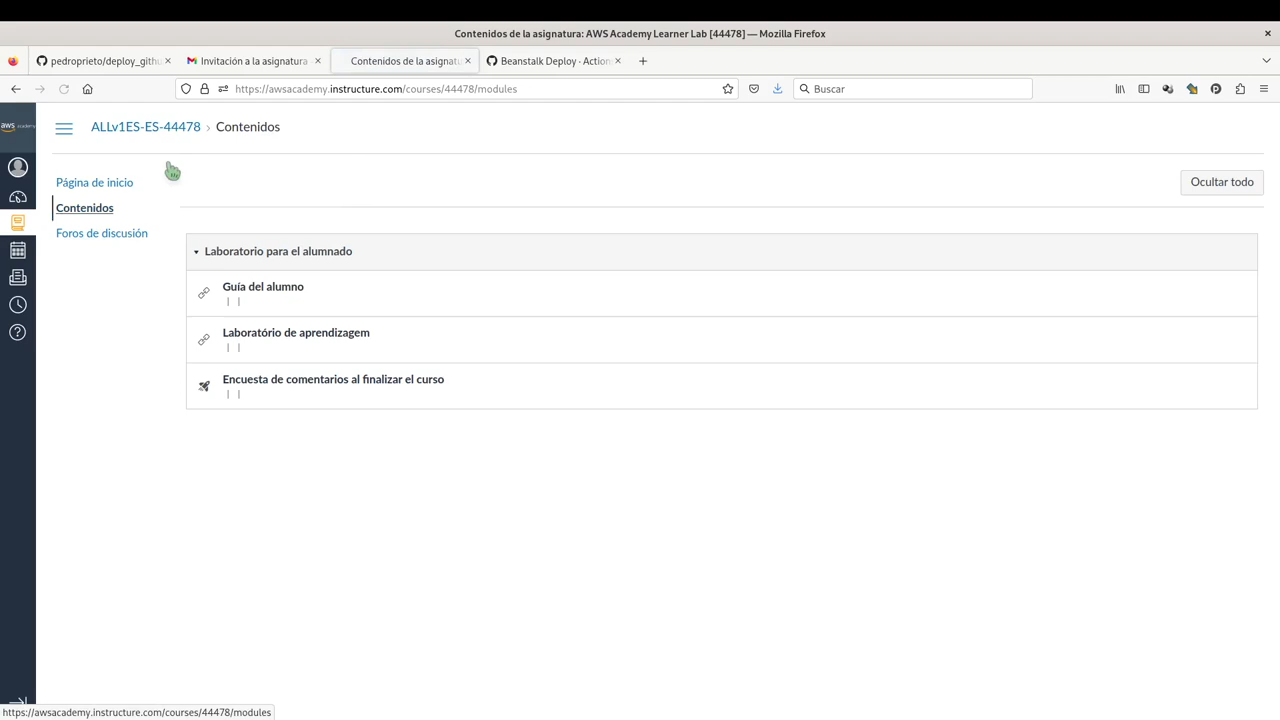 Contenidos de la asignatura: AWS Academy Learner Lab [44478] — Mozilla Firefox
pedroprieto/deploy_githu
Invitación a la asignatura
Contenidos de la asignatu
Beanstalk Deploy · Action
https://awsacademy.instructure.com/courses/44478/modules
Buscar
aws academy
ALLv1ES-ES-44478 › Contenidos
Página de inicio
Contenidos
Foros de discusión
Ocultar todo
Laboratorio para el alumnado
Guía del alumno
| |
Laboratório de aprendizagem
| |
Encuesta de comentarios al finalizar el curso
| |
https://awsacademy.instructure.com/courses/44478/modules